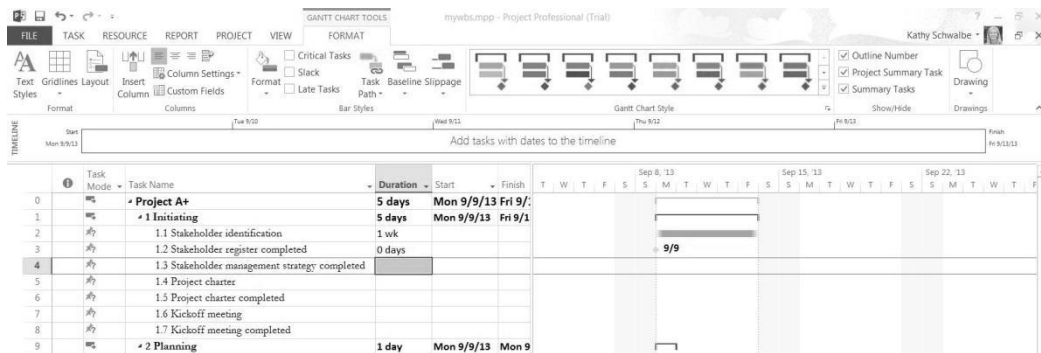 GANTT CHART TOOLS mywbs.mpp - Project Professional (Trial)
FILE TASK RESOURCE REPORT PROJECT VIEW FORMAT Kathy Schwalbe
Text Styles Gridlines Layout Insert Column Column Settings Custom Fields Format Critical Tasks Slack Late Tasks Task Path Baseline Slippage Outline Number Project Summary Task Summary Tasks Drawing
Format Columns Bar Styles Gantt Chart Style Show/Hide Drawings
TIMELINE
Tue 9/10 Wed 9/11 Thu 9/12 Fri 9/13
Start Mon 9/9/13 Add tasks with dates to the timeline Finish Fri 9/13/13
Task Mode Task Name Duration Start Finish Sep 8, '13 Sep 15, '13 Sep 22, '13
T W T F S S M T W T F S S M T W T F S S M T W T F
0 Project A+ 5 days Mon 9/9/13 Fri 9/
1 1 Initiating 5 days Mon 9/9/13 Fri 9/1
2 1.1 Stakeholder identification 1 wk
3 1.2 Stakeholder register completed 0 days 9/9
4 1.3 Stakeholder management strategy completed
5 1.4 Project charter
6 1.5 Project charter completed
7 1.6 Kickoff meeting
8 1.7 Kickoff meeting completed
9 2 Planning 1 day Mon 9/9/13 Mon 9